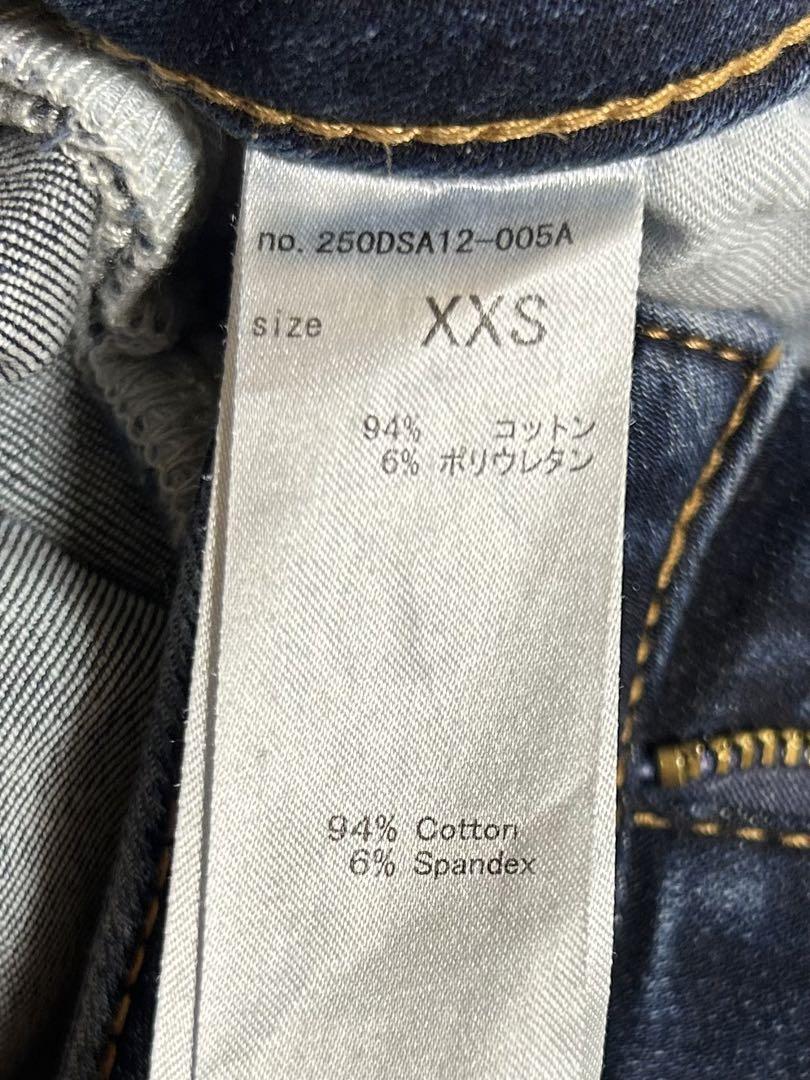 no. 250DSA12-005A
size XXS
94% コットン
6% ポリウレタン
94% Cotton
6% Spandex